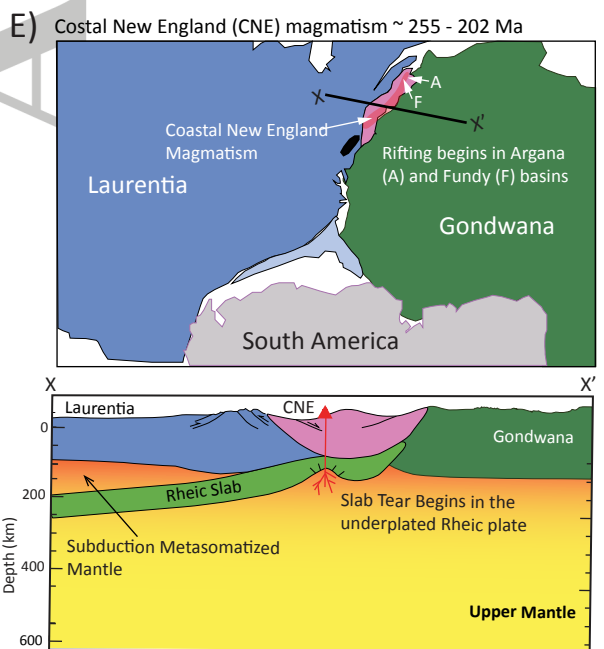 E) Costal New England (CNE) magmatism ~ 255 - 202 Ma
A
F
X
X'
Coastal New England
Magmatism
Rifting begins in Argana
(A) and Fundy (F) basins
Laurentia
Gondwana
South America
X
X'
Laurentia
CNE
Gondwana
0
Rheic Slab
200
Slab Tear Begins in the
underplated Rheic plate
Subduction Metasomatized
Mantle
Depth (km)
400
Upper Mantle
600